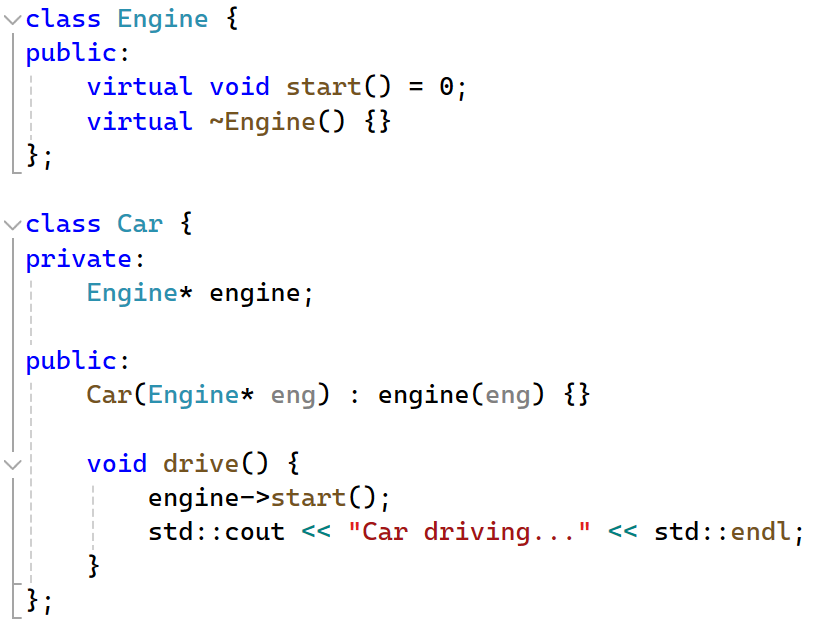 class Engine {
public:
    virtual void start() = 0;
    virtual ~Engine() {}
};

class Car {
private:
    Engine* engine;

public:
    Car(Engine* eng) : engine(eng) {}

    void drive() {
        engine->start();
        std::cout << "Car driving..." << std::endl;
    }
};